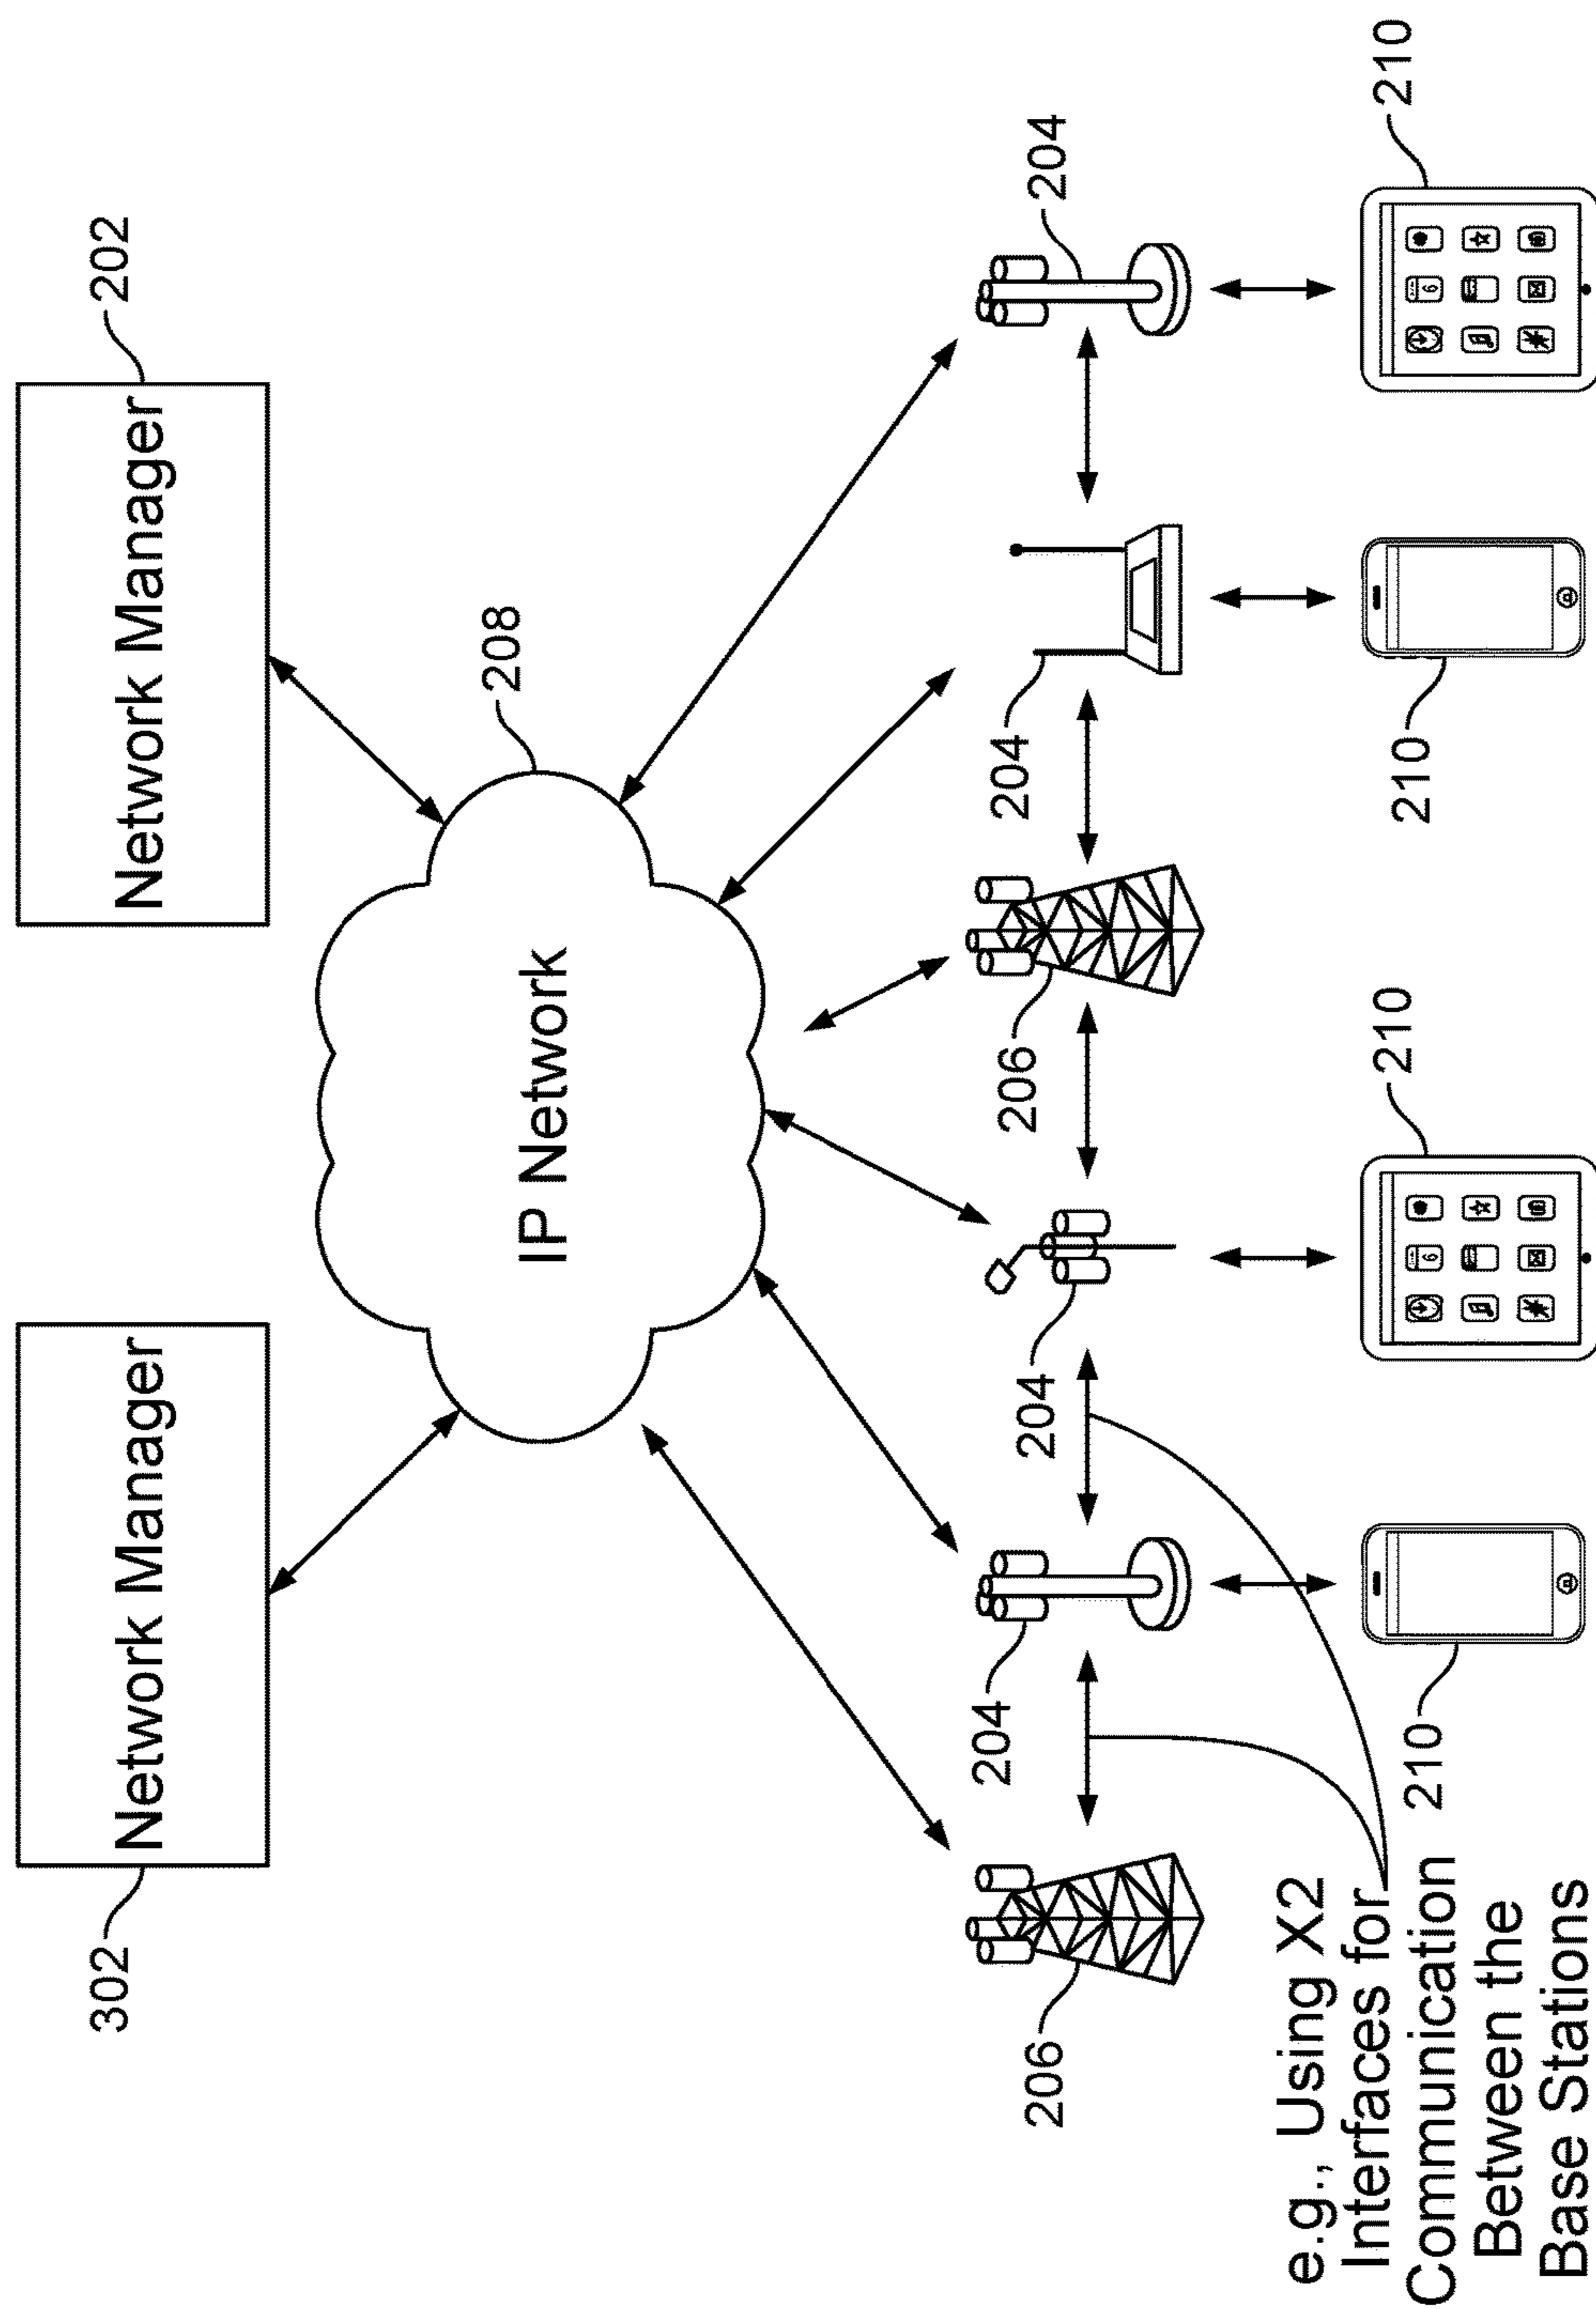 302
Network Manager
Network Manager
202
208
IP Network
206
204
204
206
204
204
e.g., Using X2
Interfaces for
Communication
Between the
Base Stations
210
210
210
210